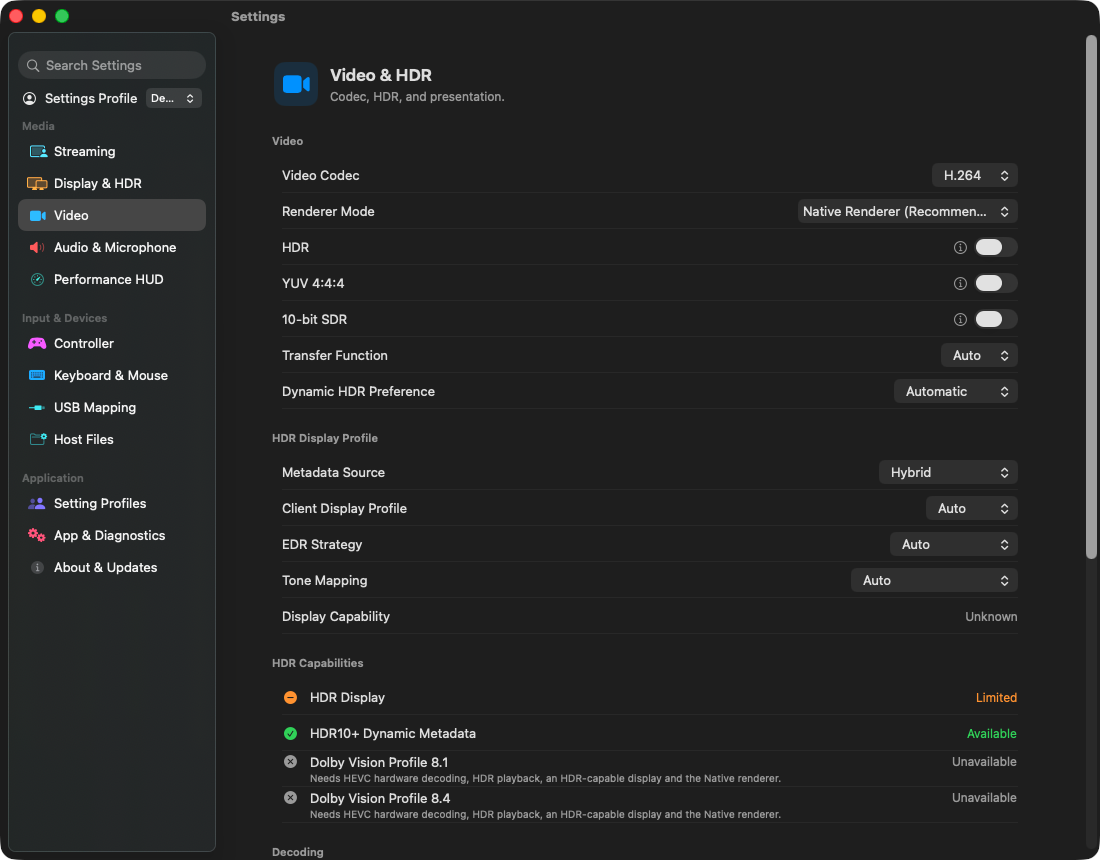 Settings
Search Settings
Settings Profile De...
Media
Streaming
Display & HDR
Video
Audio & Microphone
Performance HUD
Input & Devices
Controller
Keyboard & Mouse
USB Mapping
Host Files
Application
Setting Profiles
App & Diagnostics
About & Updates
Video & HDR
Codec, HDR, and presentation.
Video
Video Codec H.264
Renderer Mode Native Renderer (Recommen...
HDR
YUV 4:4:4
10-bit SDR
Transfer Function Auto
Dynamic HDR Preference Automatic
HDR Display Profile
Metadata Source Hybrid
Client Display Profile Auto
EDR Strategy Auto
Tone Mapping Auto
Display Capability Unknown
HDR Capabilities
HDR Display Limited
HDR10+ Dynamic Metadata Available
Dolby Vision Profile 8.1 Unavailable
Needs HEVC hardware decoding, HDR playback, an HDR-capable display and the Native renderer.
Dolby Vision Profile 8.4 Unavailable
Needs HEVC hardware decoding, HDR playback, an HDR-capable display and the Native renderer.
Decoding